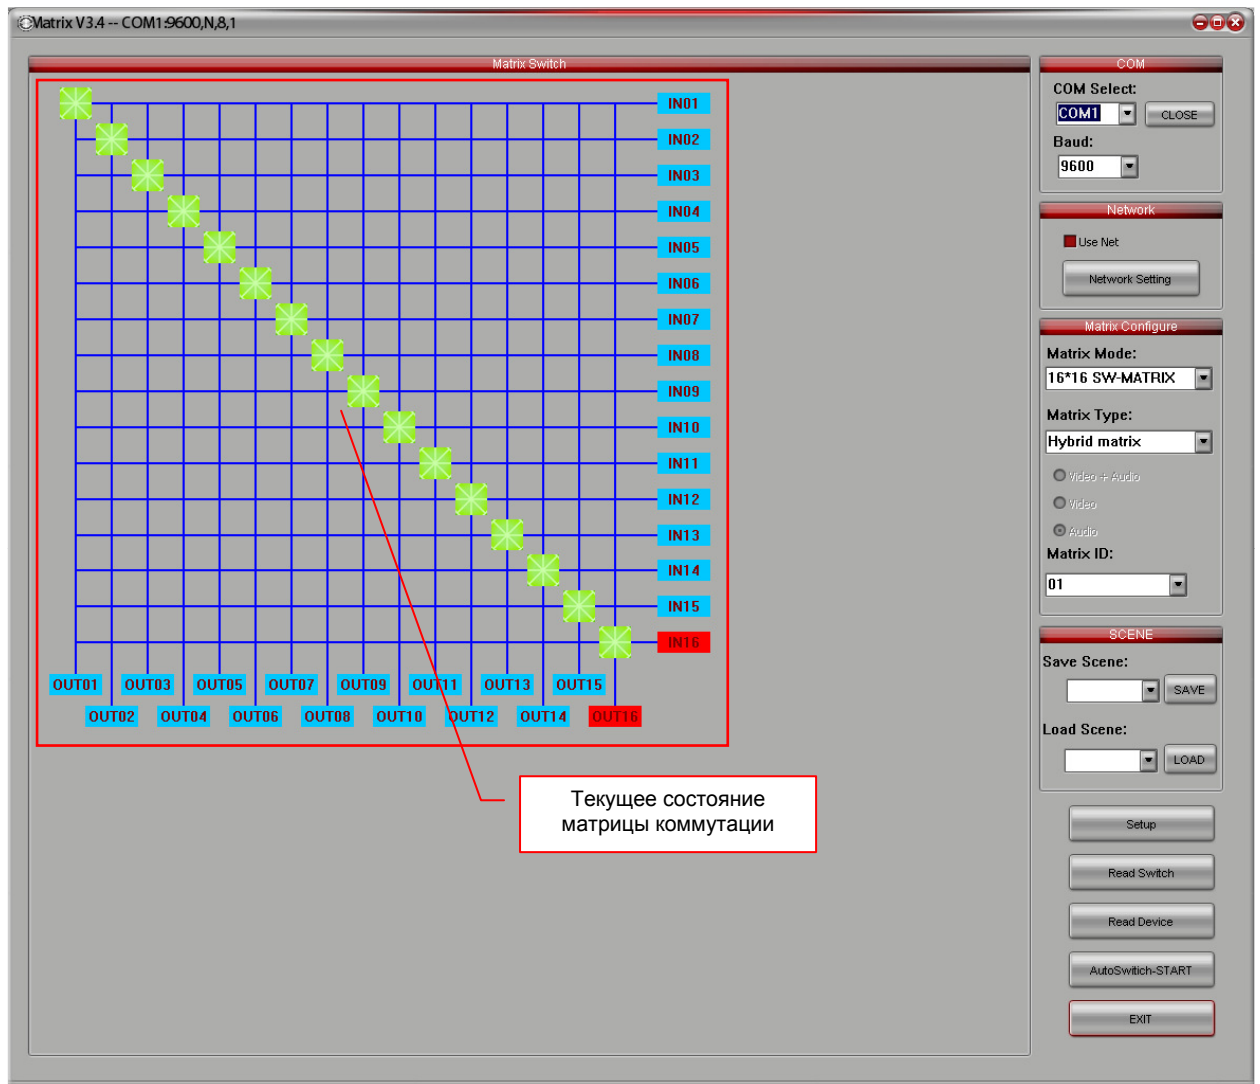 Matrix V3.4 -- COM1:9600,N,8,1
Matrix Switch
IN01
IN02
IN03
IN04
IN05
IN06
IN07
IN08
IN09
IN10
IN11
IN12
IN13
IN14
IN15
IN16
OUT01 OUT03 OUT05 OUT07 OUT09 OUT11 OUT13 OUT15
OUT02 OUT04 OUT06 OUT08 OUT10 OUT12 OUT14 OUT16
Текущее состояние
матрицы коммутации
COM
COM Select:
COM1 CLOSE
Baud:
9600
Network
Use Net
Network Setting
Matrix Configure
Matrix Mode:
16*16 SW-MATRIX
Matrix Type:
Hybrid matrix
Video + Audio
Video
Audio
Matrix ID:
01
SCENE
Save Scene:
SAVE
Load Scene:
LOAD
Setup
Read Switch
Read Device
AutoSwitich-START
EXIT